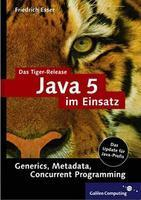 Friedrich Esser
Das Tiger-Release
Java 5
im Einsatz
Das Update
für
Java-Profis
Generics, Metadata,
Concurrent Programming
Galileo Computing